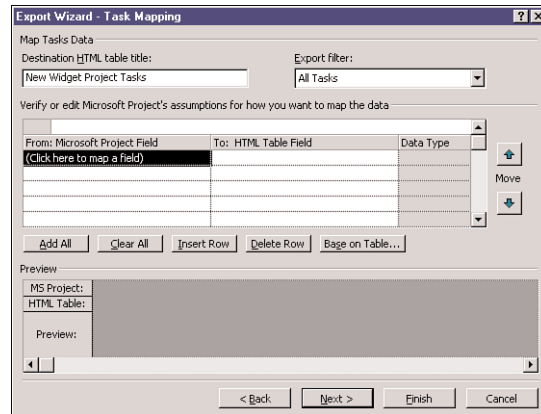 Export Wizard - Task Mapping
Map Tasks Data
Destination HTML table title:
Export filter:
New Widget Project Tasks
All Tasks
Verify or edit Microsoft Project's assumptions for how you want to map the data
From: Microsoft Project Field
To: HTML Table Field
Data Type
(Click here to map a field)
Move
Add All
Clear All
Insert Row
Delete Row
Base on Table...
Preview
MS Project:
HTML Table:
Preview:
< Back
Next >
Finish
Cancel